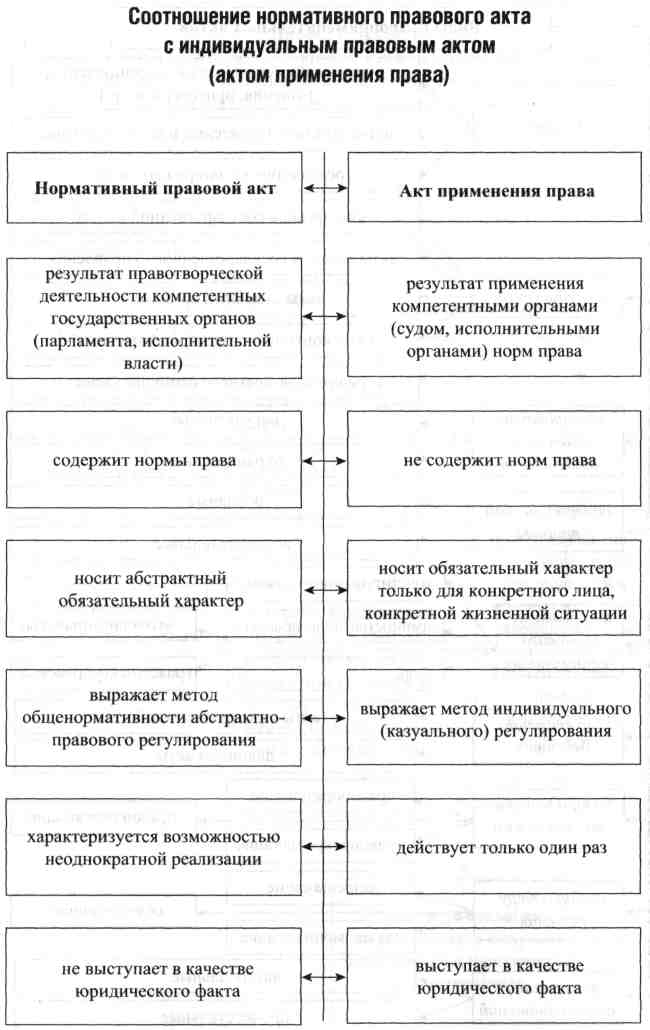 Соотношение нормативного правового акта
с индивидуальным правовым актом
(актом применения права)
Нормативный правовой акт
Акт применения права
результат правотворческой
деятельности компетентных
государственных органов
(парламента, исполнительной
власти)
результат применения
компетентными органами
(судом, исполнительными
органами) норм права
содержит нормы права
не содержит норм права
носит абстрактный
обязательный характер
носит обязательный характер
только для конкретного лица,
конкретной жизненной ситуации
выражает метод
общенормативности абстрактно-
правового регулирования
выражает метод индивидуального
(казуального) регулирования
характеризуется возможностью
неоднократной реализации
действует только один раз
не выступает в качестве
юридического факта
выступает в качестве
юридического факта